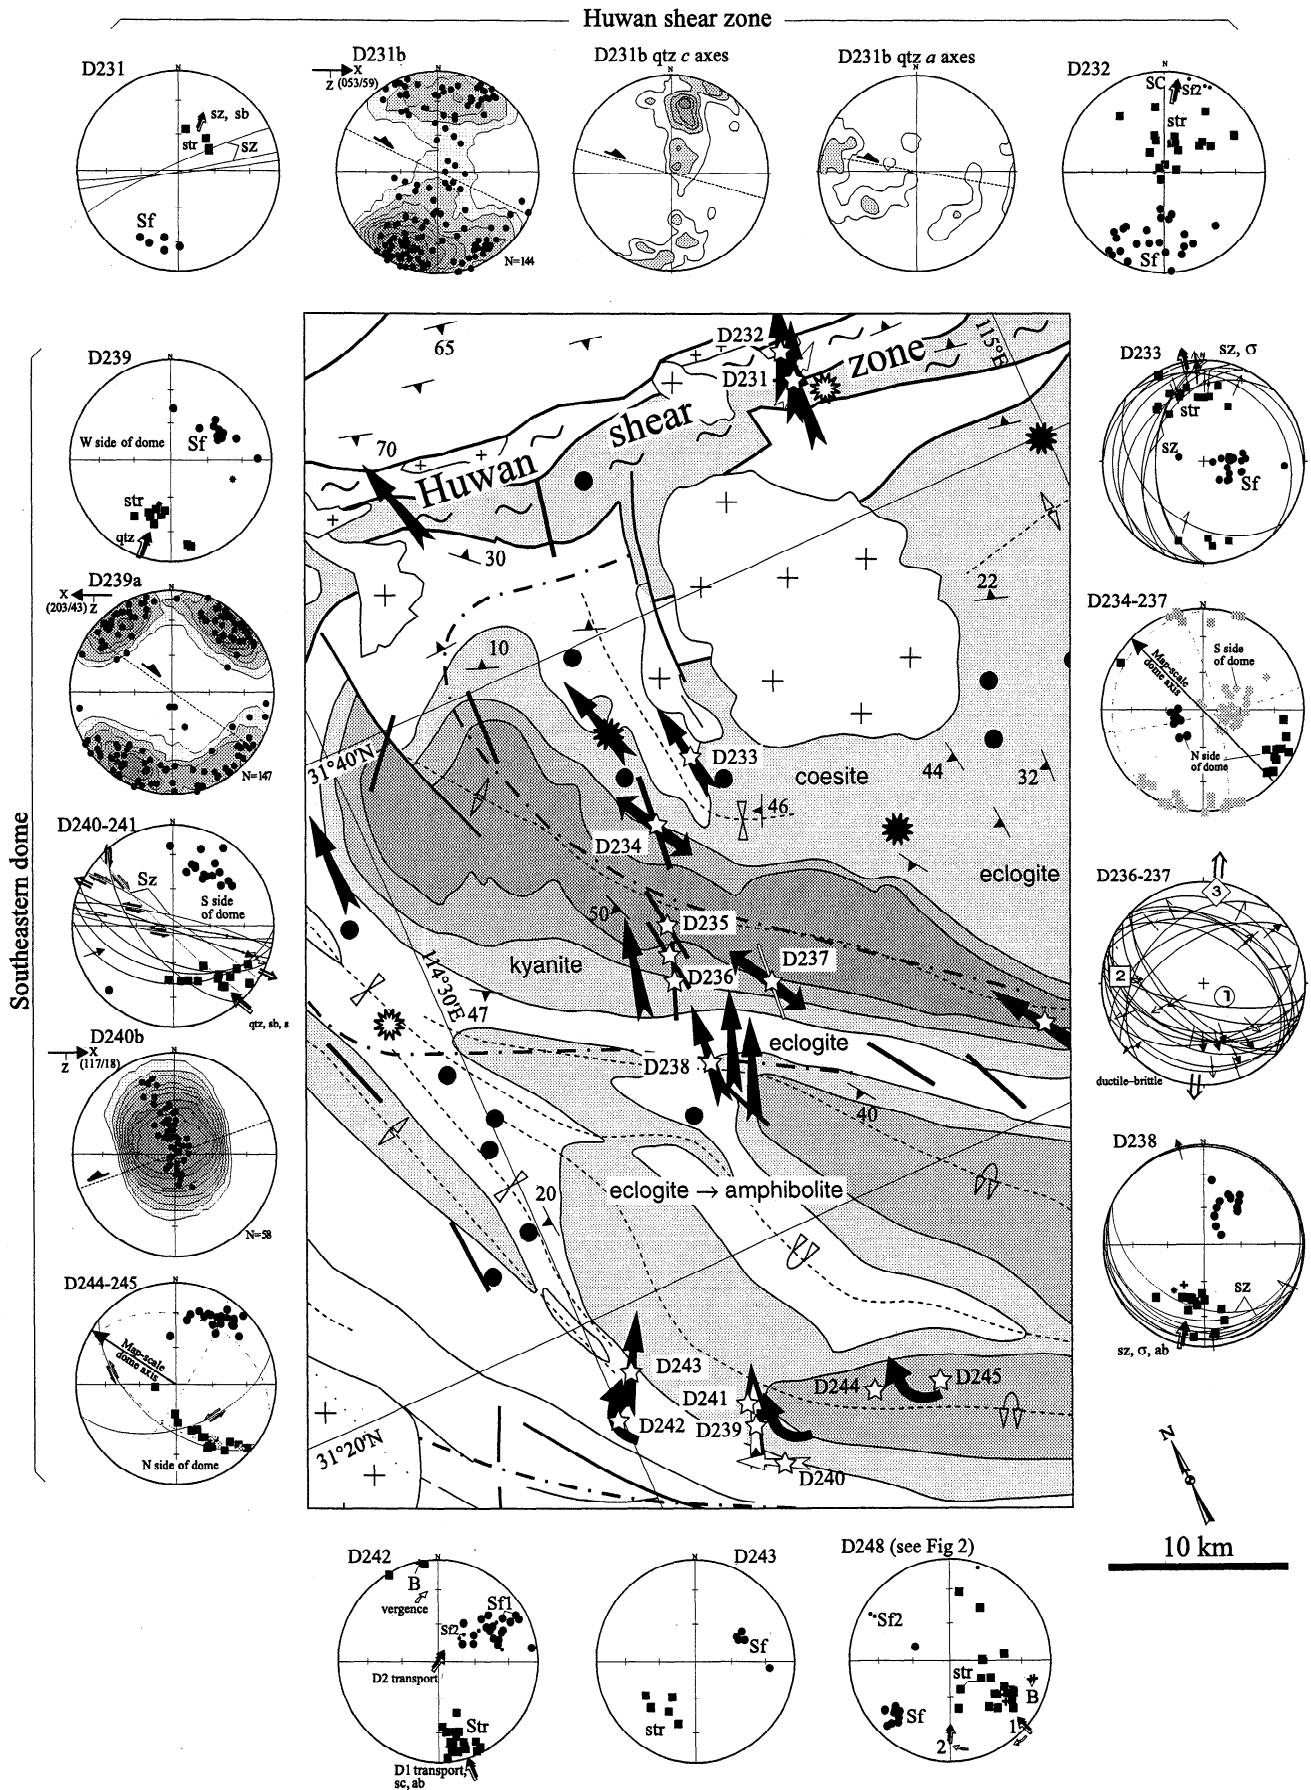 Huwan shear zone
D231
N
sz, sb
str
sz
Sf
D231b
x
z (053/59)
N=144
D231b qtz c axes
N
D231b qtz a axes
N
D232
N
SC
Sf2
str
Sf
Southeastern dome
D239
N
W side of dome
Sf
str
qtz
*
D239a
x
(203/43) z
N
N=147
D240-241
N
Sz
S side
of dome
qtz, sb, s
D240b
x
z (117/18)
N
N=58
D244-245
N
Map-scale
dome axis
N side of dome
65
D232
D231
zone
115°E
shear
70
Huwan
30
22
10
31°40'N
D233
coesite
44
32
46
D234
eclogite
50
D235
kyanite
D236
D237
114°30'E
47
eclogite
D238
40
20
eclogite → amphibolite
D243
D241
D244
D245
D242
D239
31°20'N
D240
D233
sz, σ
N
str
sz
Sf
D234-237
N
S side
of dome
Map-scale
dome axis
N side
of dome
D236-237
3
2
1
ductile–brittle
D238
N
sz
sz, σ, ab
N
10 km
D242
N
B
vergence
Sf1
Sf2
D2 transport
Str
D1 transport,
sc, ab
D243
N
Sf
str
D248 (see Fig 2)
N
Sf2
str
B
Sf
1
2